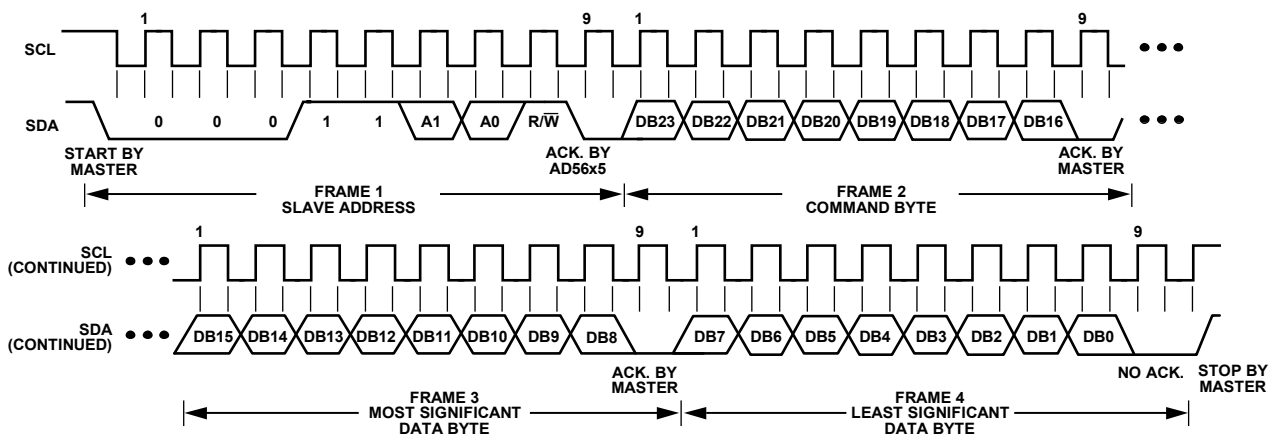 1 9 1 9
SCL
SDA
0 0 0 1 1 A1 A0 R/W̅ DB23 DB22 DB21 DB20 DB19 DB18 DB17 DB16
START BY
MASTER
ACK. BY
AD56x5
ACK. BY
MASTER
FRAME 1
SLAVE ADDRESS
FRAME 2
COMMAND BYTE
1 9 1 9
SCL
(CONTINUED)
SDA
(CONTINUED)
DB15 DB14 DB13 DB12 DB11 DB10 DB9 DB8 DB7 DB6 DB5 DB4 DB3 DB2 DB1 DB0
ACK. BY
MASTER
NO ACK.
STOP BY
MASTER
FRAME 3
MOST SIGNIFICANT
DATA BYTE
FRAME 4
LEAST SIGNIFICANT
DATA BYTE